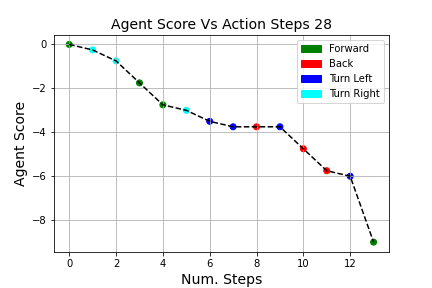 Agent Score Vs Action Steps 28
Forward
Back
Turn Left
Turn Right
Agent Score
0
−2
−4
−6
−8
0 2 4 6 8 10 12
Num. Steps